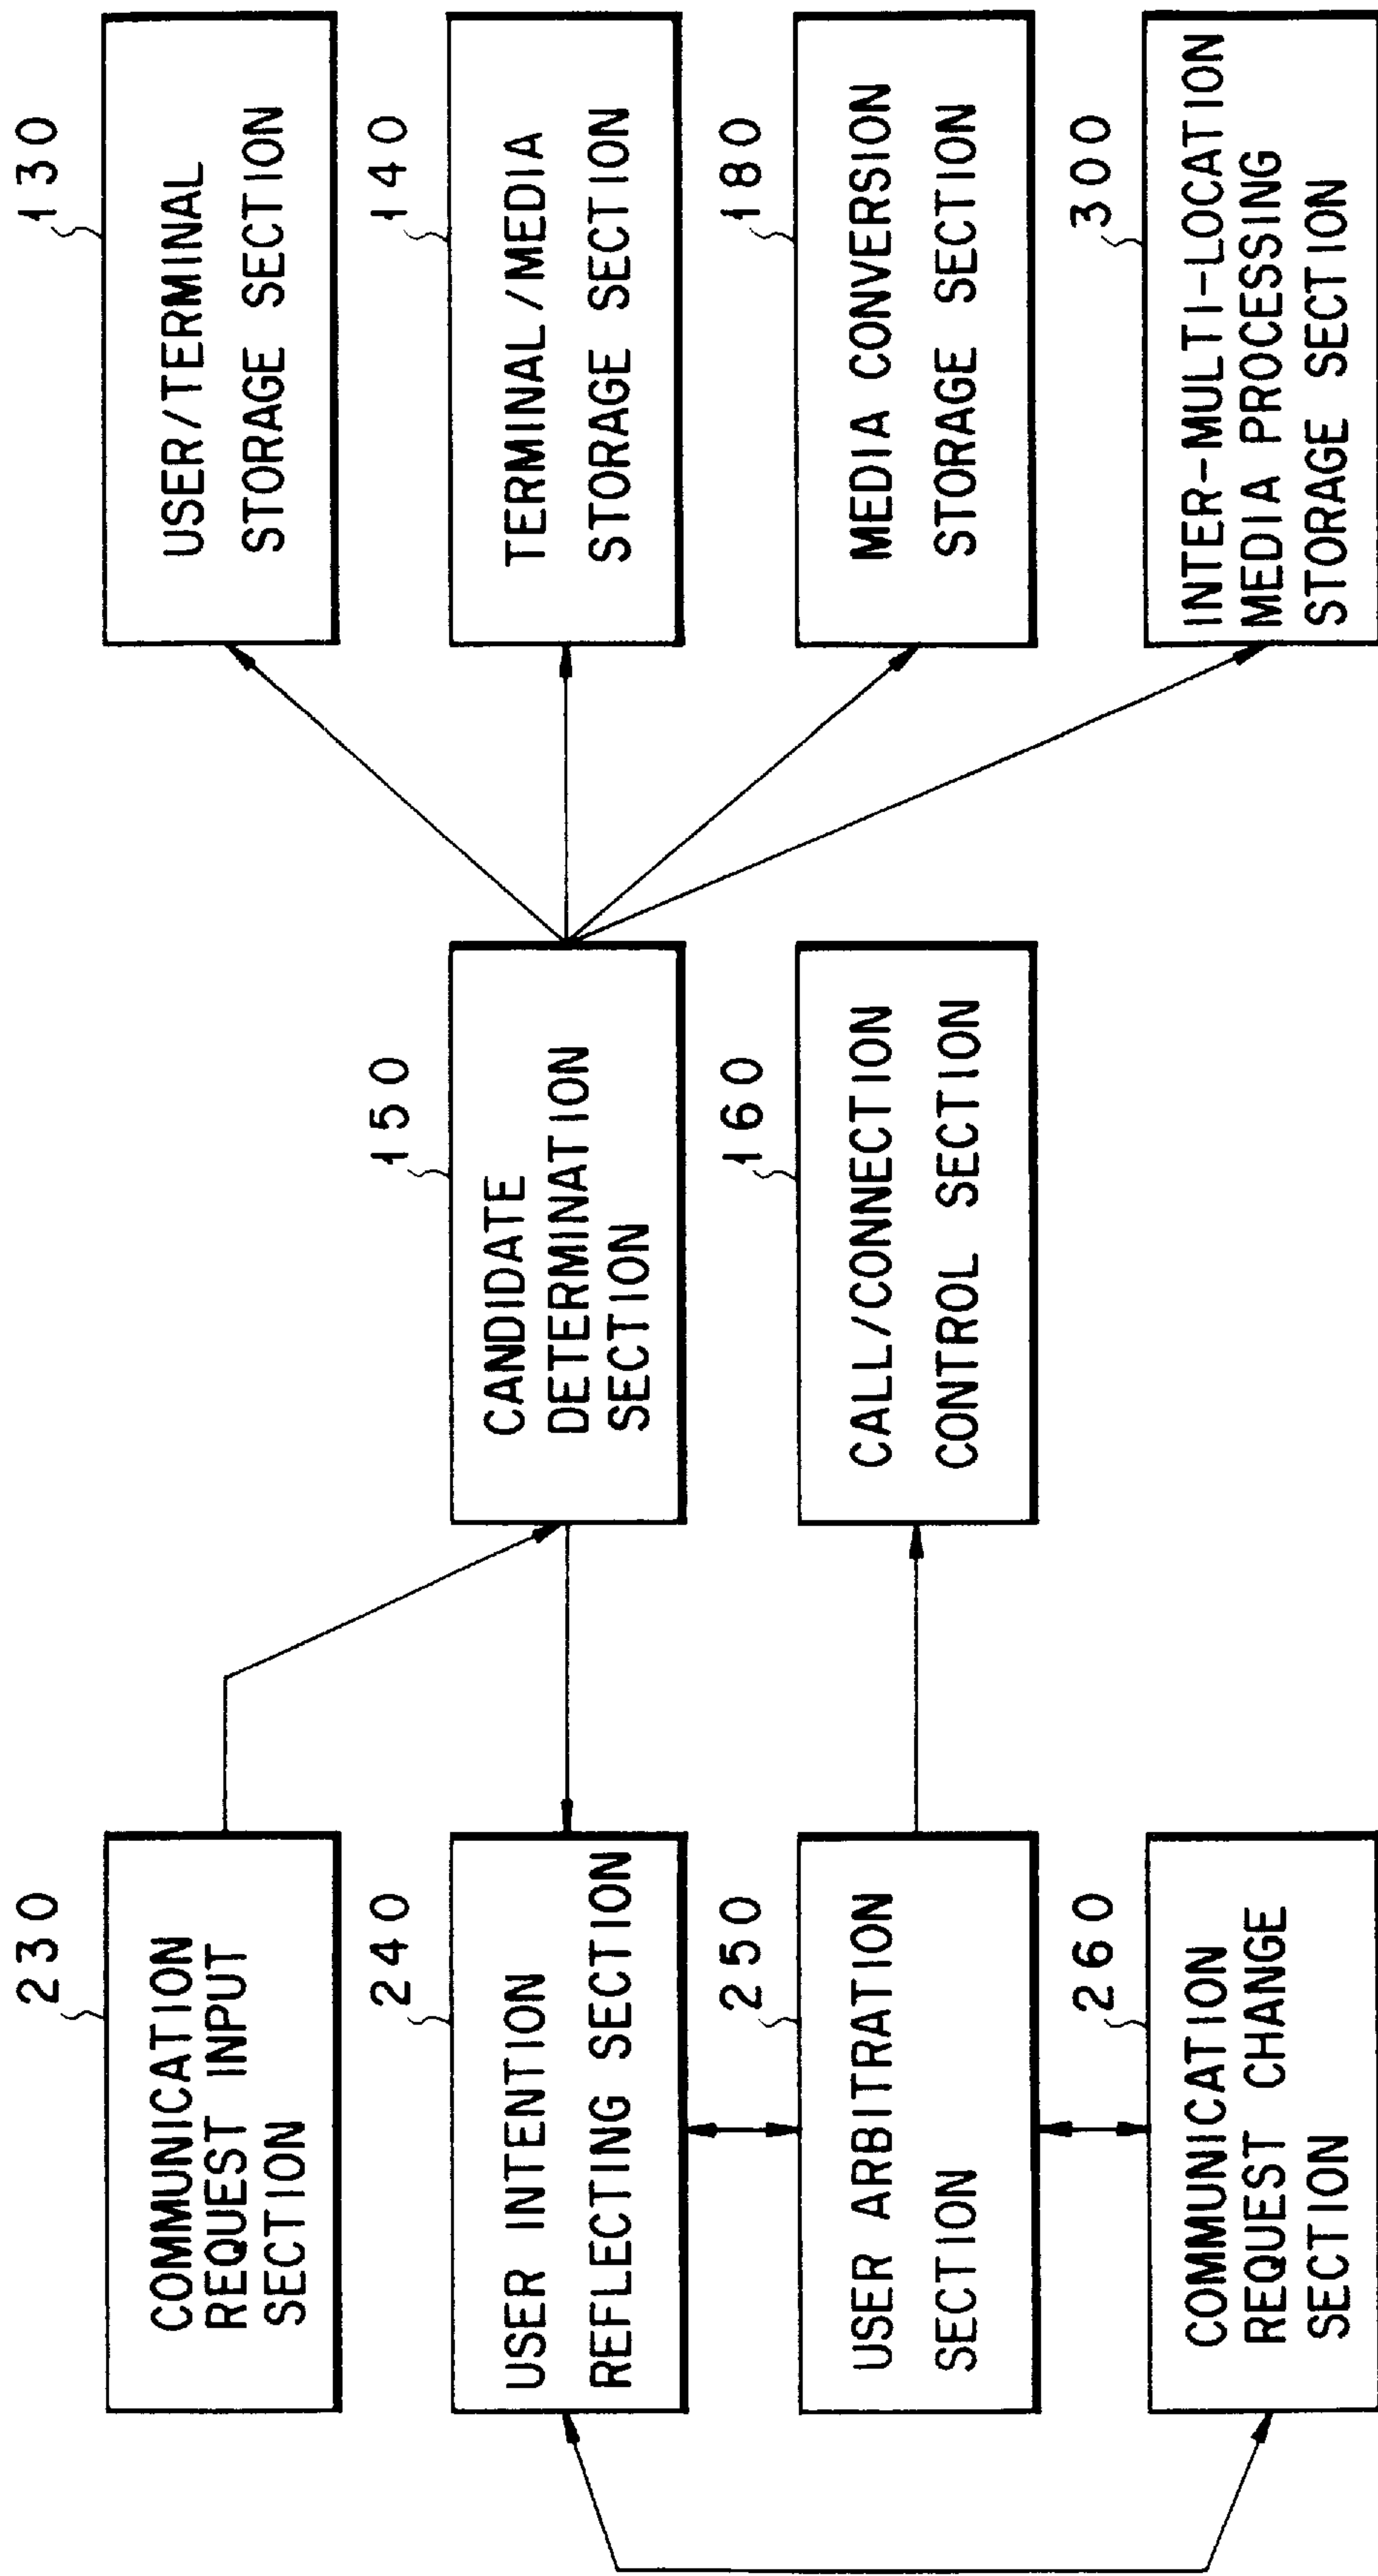 230
COMMUNICATION
REQUEST INPUT
SECTION
240
USER INTENTION
REFLECTING SECTION
250
USER ARBITRATION
SECTION
260
COMMUNICATION
REQUEST CHANGE
SECTION
150
CANDIDATE
DETERMINATION
SECTION
160
CALL/CONNECTION
CONTROL SECTION
130
USER/TERMINAL
STORAGE SECTION
140
TERMINAL/MEDIA
STORAGE SECTION
180
MEDIA CONVERSION
STORAGE SECTION
300
INTER-MULTI-LOCATION
MEDIA PROCESSING
STORAGE SECTION